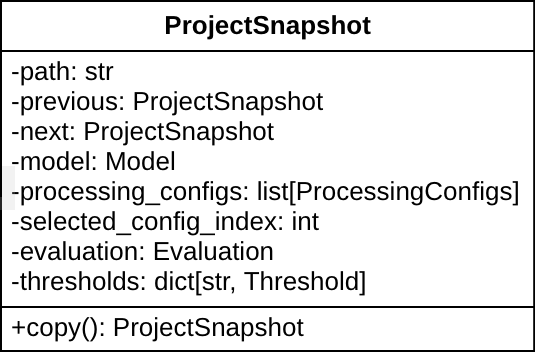 ProjectSnapshot
-path: str
-previous: ProjectSnapshot
-next: ProjectSnapshot
-model: Model
-processing_configs: list[ProcessingConfigs]
-selected_config_index: int
-evaluation: Evaluation
-thresholds: dict[str, Threshold]
+copy(): ProjectSnapshot